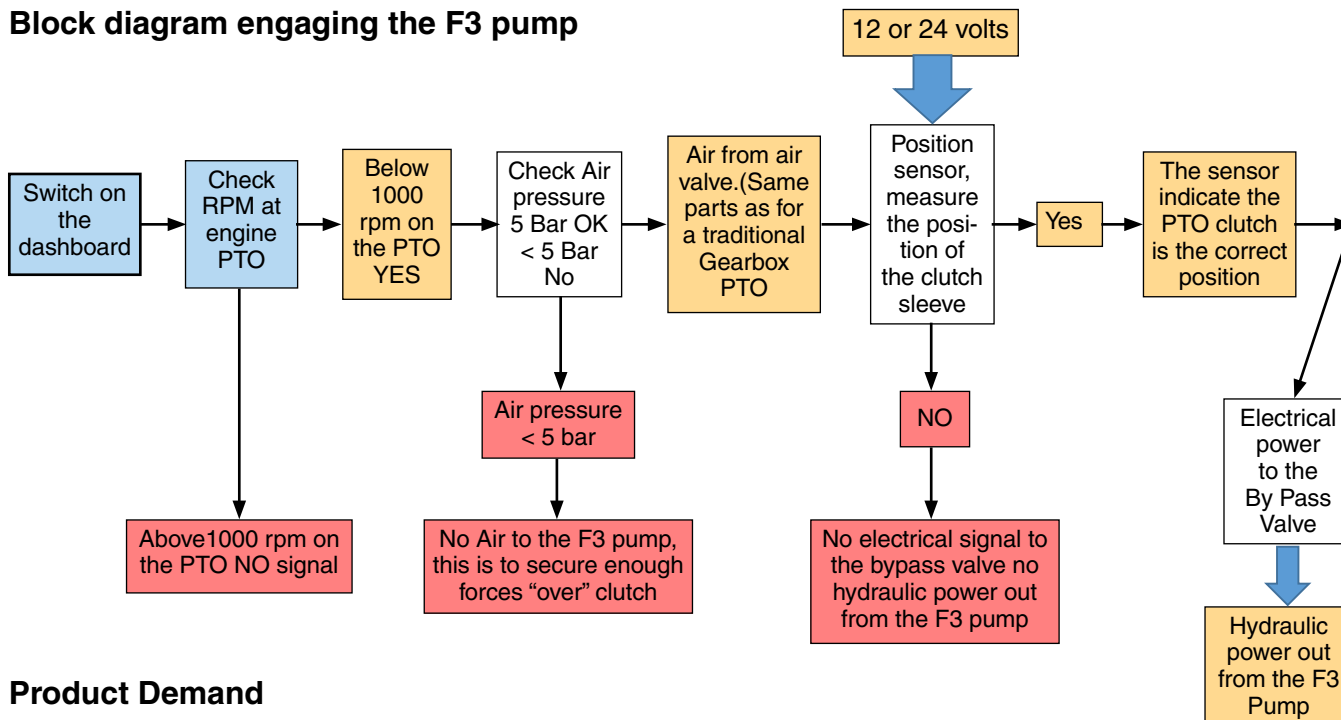 Block diagram engaging the F3 pump
12 or 24 volts
Switch on
the
dashboard
Check
RPM at
engine
PTO
Below
1000
rpm on
the PTO
YES
Check Air
pressure
5 Bar OK
< 5 Bar
No
Air from air
valve.(Same
parts as for
a traditional
Gearbox
PTO
Position
sensor,
measure
the posi-
tion of
the clutch
sleeve
Yes
The sensor
indicate the
PTO clutch
is the correct
position
Air pressure
< 5 bar
NO
Electrical
power
to the
By Pass
Valve
Above1000 rpm on
the PTO NO signal
No Air to the F3 pump,
this is to secure enough
forces “over” clutch
No electrical signal to
the bypass valve no
hydraulic power out
from the F3 pump
Hydraulic
power out
from the F3
Pump
Product Demand